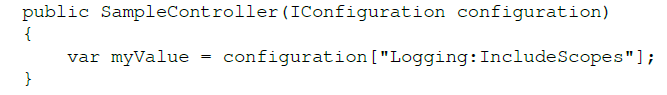 public SampleController(IConfiguration configuration)
{
    var myValue = configuration["Logging:IncludeScopes"];
}